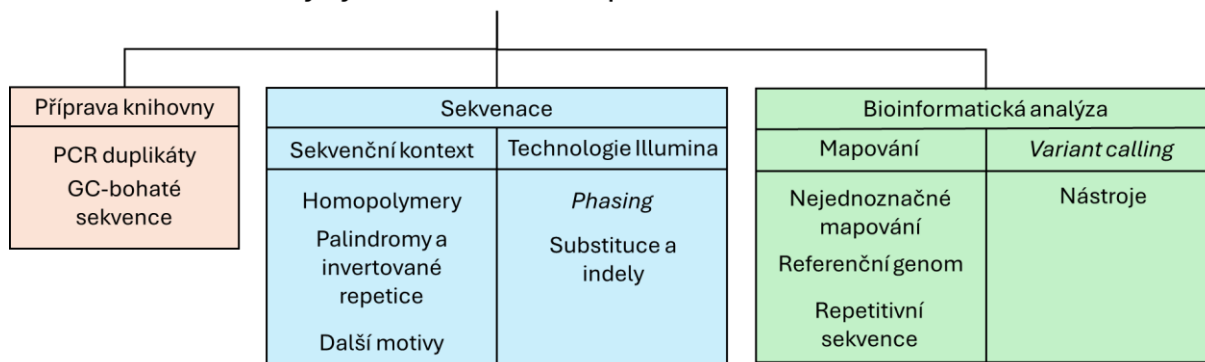 Příprava knihovny
PCR duplikáty
GC-bohaté
sekvence
Sekvenace
Sekvenční kontext
Homopolymery
Palindromy a
invertované
repetice
Další motivy
Technologie Illumina
Phasing
Substituce a
indely
Bioinformatická analýza
Mapování
Nejednoznačné
mapování
Referenční genom
Repetitivní
sekvence
Variant calling
Nástroje